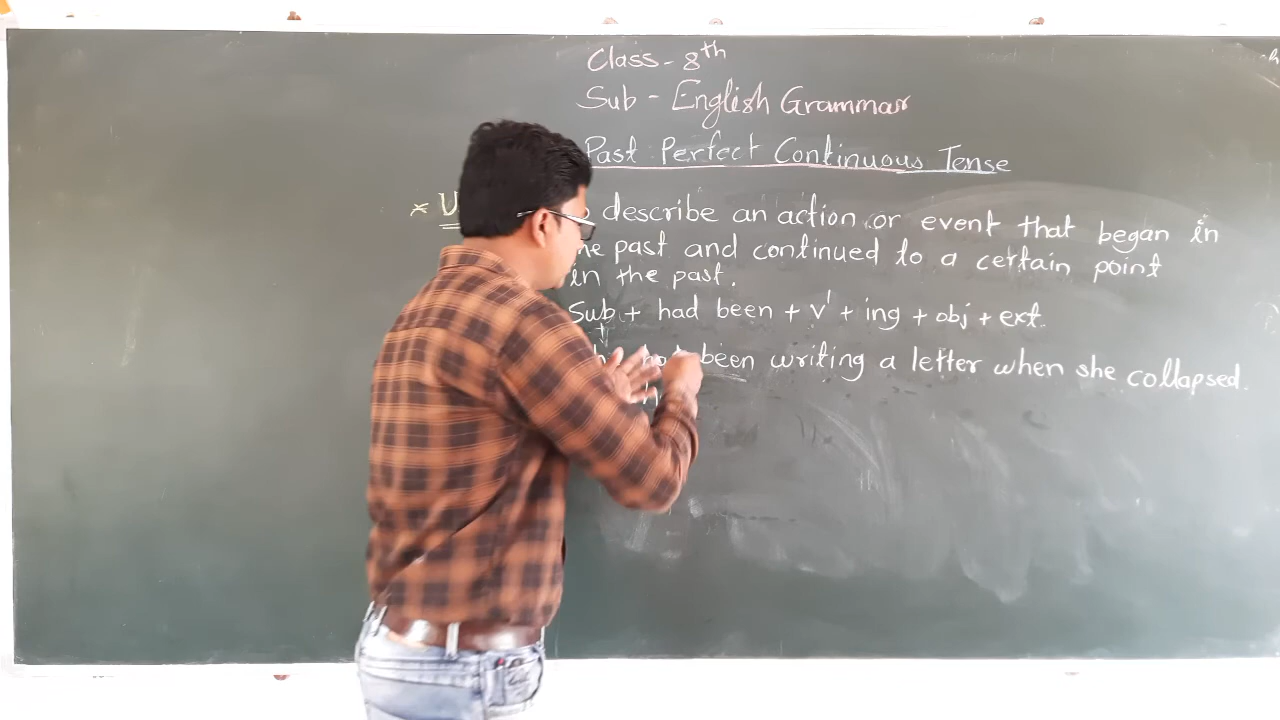 Class - 8th
Sub - English Grammar
Past Perfect Continuous Tense
* describe an action or event that began in
past and continued to a certain point
in the past.
Sub + had been + v1 + ing + obj + ext.
+
been writing a letter when she collapsed.